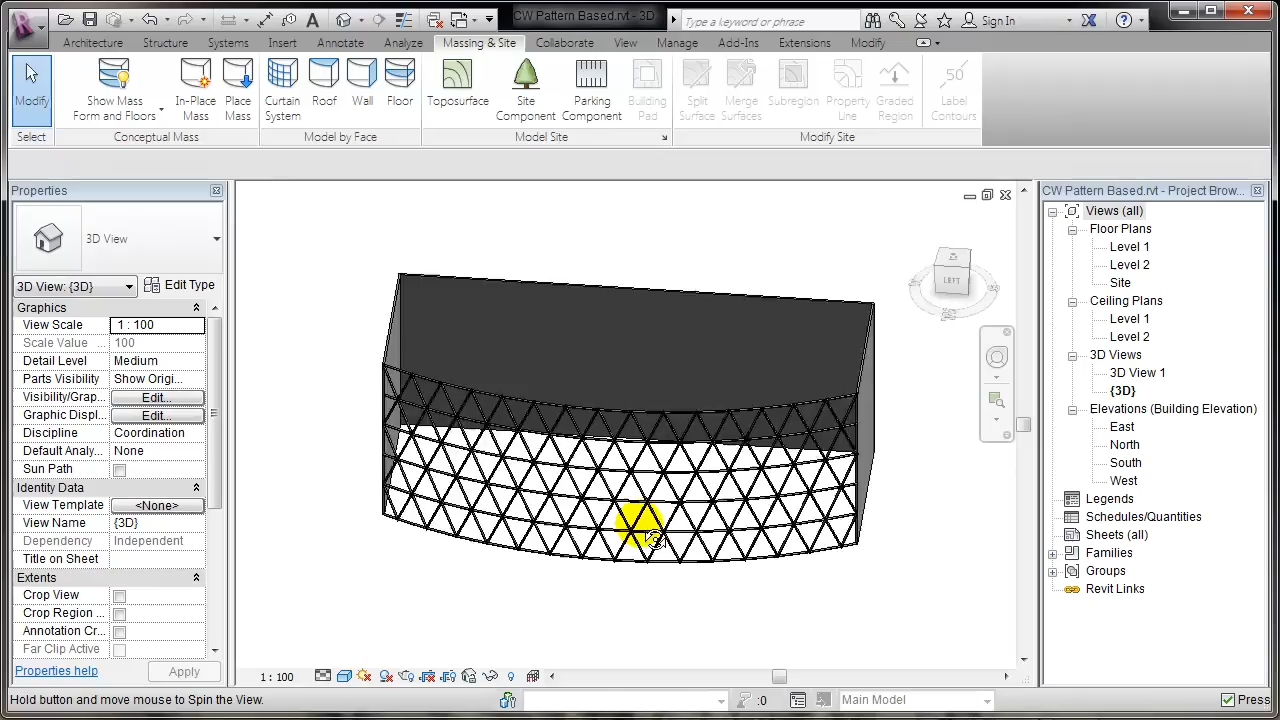 CW Pattern Based.rvt - 3D
Type a keyword or phrase
Sign In
Architecture Structure Systems Insert Annotate Analyze Massing & Site Collaborate View Manage Add-Ins Extensions Modify
Modify
Show Mass
Form and Floors
In-Place
Mass
Place
Mass
Curtain
System
Roof
Wall
Floor
Toposurface
Site
Component
Parking
Component
Building
Pad
Split
Surface
Merge
Surfaces
Subregion
Property
Line
Graded
Region
50
Label
Contours
Select
Conceptual Mass
Model by Face
Model Site
Modify Site
Properties
3D View
3D View: {3D}
Edit Type
Graphics
View Scale 1 : 100
Scale Value ... 100
Detail Level Medium
Parts Visibility Show Origi...
Visibility/Grap... Edit...
Graphic Displ... Edit...
Discipline Coordination
Default Analy... None
Sun Path
Identity Data
View Template <None>
View Name {3D}
Dependency Independent
Title on Sheet
Extents
Crop View
Crop Region ...
Annotation Cr...
Far Clip Active
Properties help
Apply
LEFT
1 : 100
CW Pattern Based.rvt - Project Brow...
Views (all)
Floor Plans
Level 1
Level 2
Site
Ceiling Plans
Level 1
Level 2
3D Views
3D View 1
{3D}
Elevations (Building Elevation)
East
North
South
West
Legends
Schedules/Quantities
Sheets (all)
Families
Groups
Revit Links
Hold button and move mouse to Spin the View.
:0
Main Model
Press